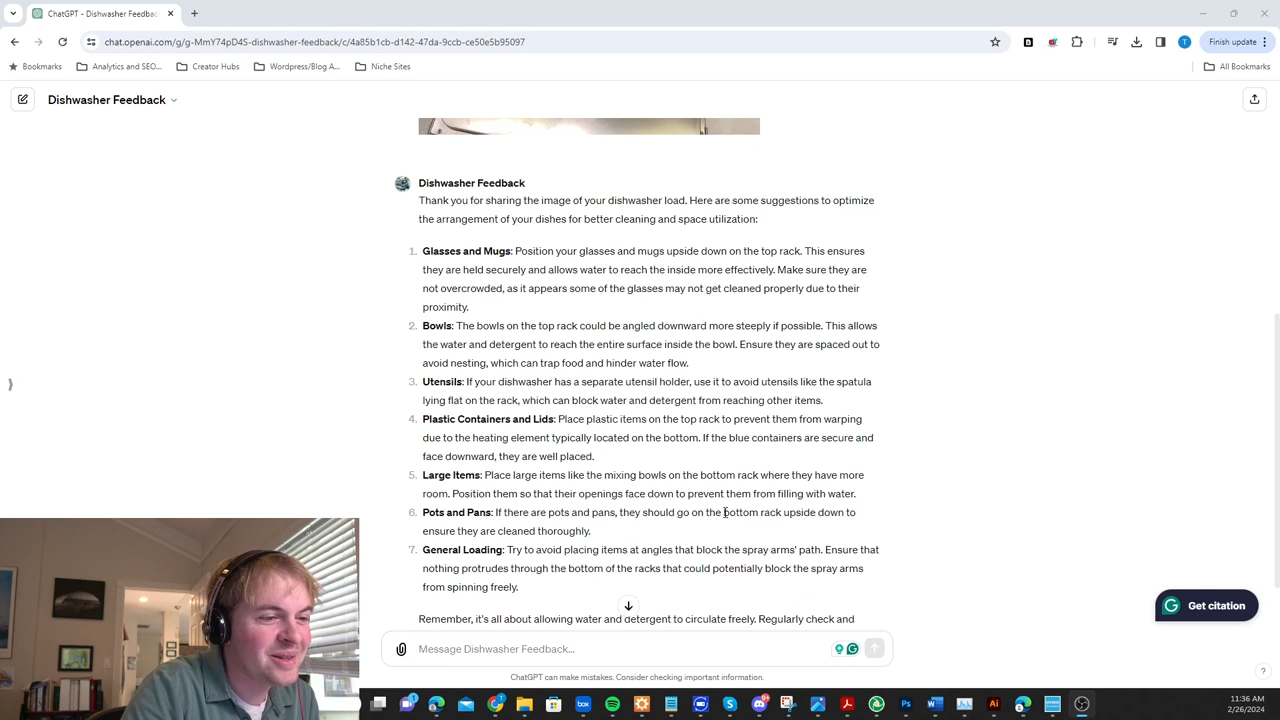 ChatGPT - Dishwasher Feedbac
chat.openai.com/g/g-MmY74pD4S-dishwasher-feedback/c/4a85b1cb-d142-47da-9ccb-ce50e5b95097
T
Finish update
Bookmarks
Analytics and SEO...
Creator Hubs
Wordpress/Blog A...
Niche Sites
All Bookmarks
Dishwasher Feedback
Dishwasher Feedback
Thank you for sharing the image of your dishwasher load. Here are some suggestions to optimize
the arrangement of your dishes for better cleaning and space utilization:
1. Glasses and Mugs: Position your glasses and mugs upside down on the top rack. This ensures
they are held securely and allows water to reach the inside more effectively. Make sure they are
not overcrowded, as it appears some of the glasses may not get cleaned properly due to their
proximity.
2. Bowls: The bowls on the top rack could be angled downward more steeply if possible. This allows
the water and detergent to reach the entire surface inside the bowl. Ensure they are spaced out to
avoid nesting, which can trap food and hinder water flow.
3. Utensils: If your dishwasher has a separate utensil holder, use it to avoid utensils like the spatula
lying flat on the rack, which can block water and detergent from reaching other items.
4. Plastic Containers and Lids: Place plastic items on the top rack to prevent them from warping
due to the heating element typically located on the bottom. If the blue containers are secure and
face downward, they are well placed.
5. Large Items: Place large items like the mixing bowls on the bottom rack where they have more
room. Position them so that their openings face down to prevent them from filling with water.
6. Pots and Pans: If there are pots and pans, they should go on the bottom rack upside down to
ensure they are cleaned thoroughly.
7. General Loading: Try to avoid placing items at angles that block the spray arms' path. Ensure that
nothing protrudes through the bottom of the racks that could potentially block the spray arms
from spinning freely.
Remember, it's all about allowing water and detergent to circulate freely. Regularly check and
Get citation
Message Dishwasher Feedback...
ChatGPT can make mistakes. Consider checking important information.
?
11:36 AM
2/26/2024